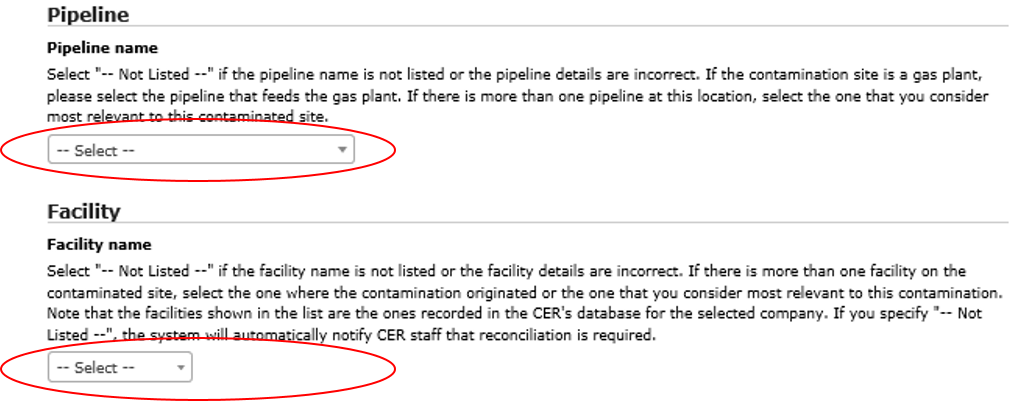 Pipeline
Pipeline name
Select "-- Not Listed --" if the pipeline name is not listed or the pipeline details are incorrect. If the contamination site is a gas plant,
please select the pipeline that feeds the gas plant. If there is more than one pipeline at this location, select the one that you consider
most relevant to this contaminated site.
-- Select --
Facility
Facility name
Select "-- Not Listed --" if the facility name is not listed or the facility details are incorrect. If there is more than one facility on the
contaminated site, select the one where the contamination originated or the one that you consider most relevant to this contamination.
Note that the facilities shown in the list are the ones recorded in the CER's database for the selected company. If you specify "-- Not
Listed --", the system will automatically notify CER staff that reconciliation is required.
-- Select --